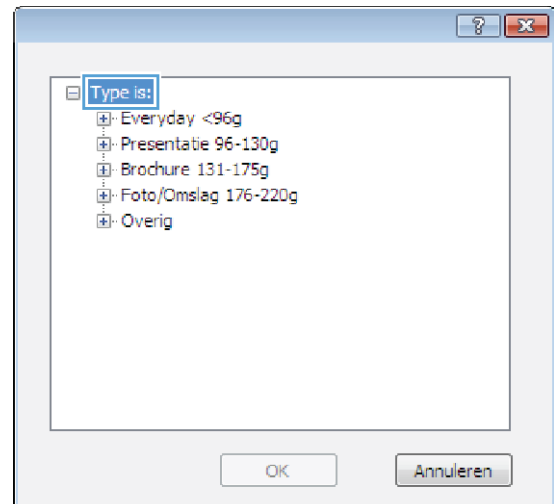 Type is:
Everyday <96g
Presentatie 96-130g
Brochure 131-175g
Foto/Omslag 176-220g
Overig
OK
Annuleren